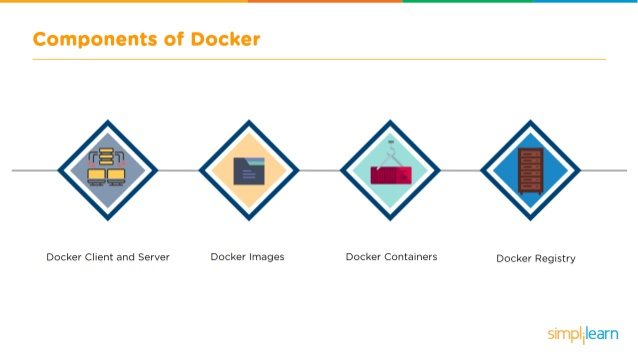 Components of Docker
Docker Client and Server
Docker Images
Docker Containers
Docker Registry
simplilearn